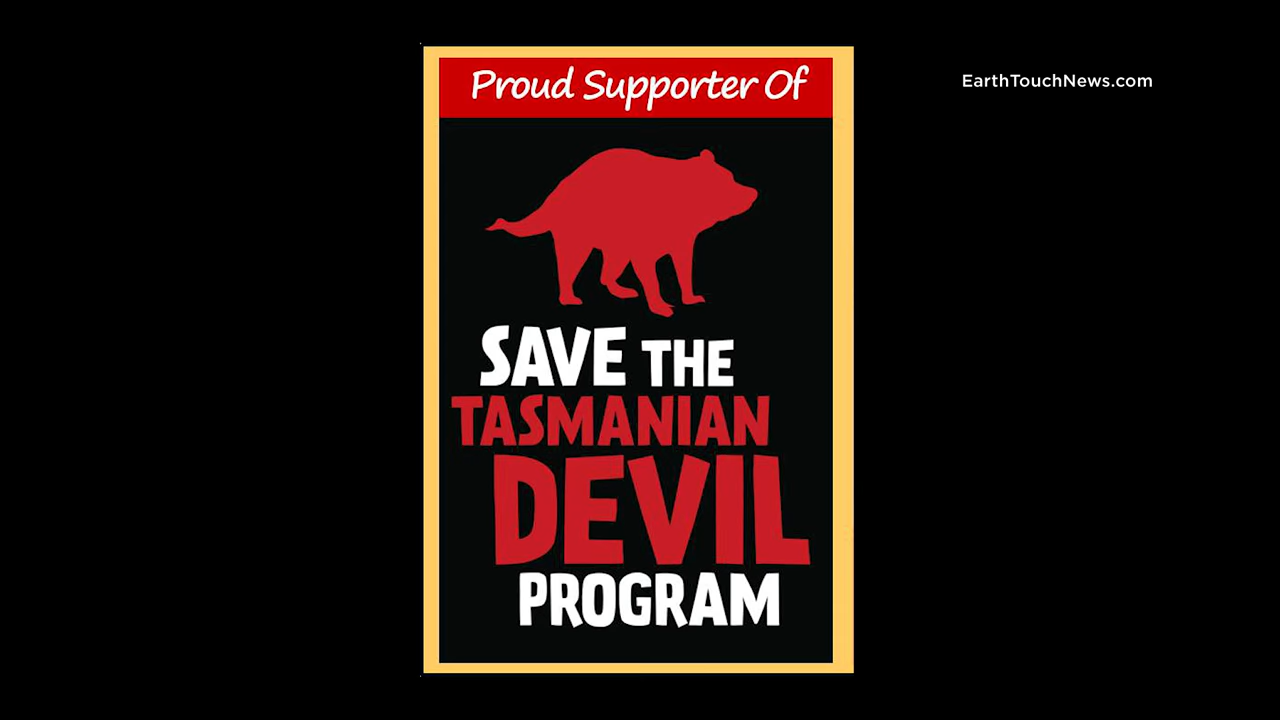 Proud Supporter Of
EarthTouchNews.com
SAVE THE
TASMANIAN
DEVIL
PROGRAM